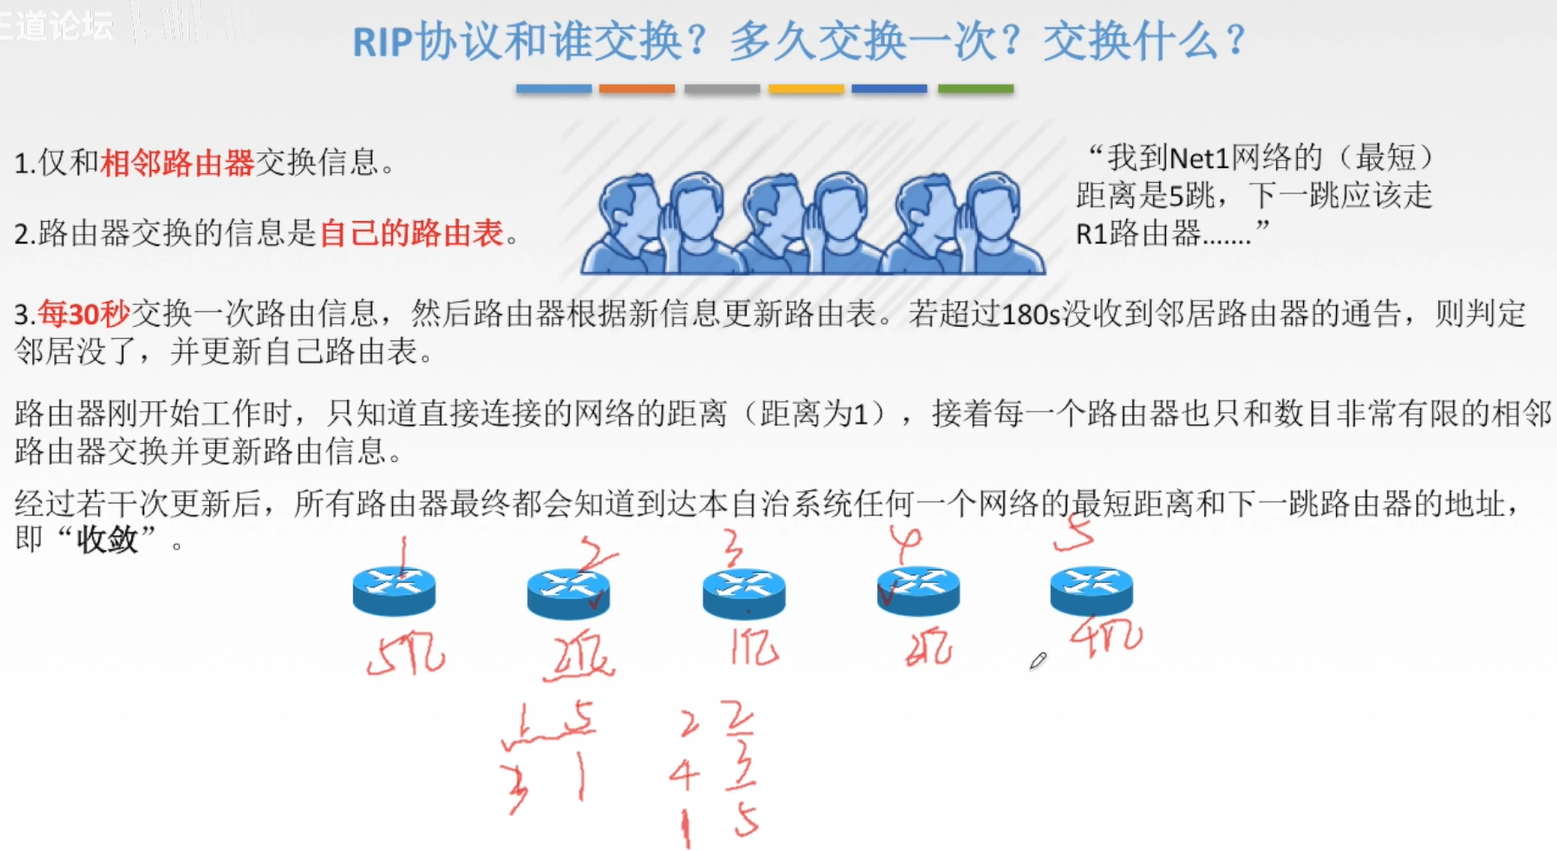 王道论坛
RIP协议和谁交换？多久交换一次？交换什么？
1.仅和相邻路由器交换信息。
“我到Net1网络的（最短）
距离是5跳，下一跳应该走
R1路由器.......”
2.路由器交换的信息是自己的路由表。
3.每30秒交换一次路由信息，然后路由器根据新信息更新路由表。若超过180s没收到邻居路由器的通告，则判定
邻居没了，并更新自己路由表。
路由器刚开始工作时，只知道直接连接的网络的距离（距离为1），接着每一个路由器也只和数目非常有限的相邻
路由器交换并更新路由信息。
经过若干次更新后，所有路由器最终都会知道到达本自治系统任何一个网络的最短距离和下一跳路由器的地址，
即“收敛”。
1 2 3 4 5
5亿 2亿 1亿 2亿 4亿
1 5 2 2
3 1 4 3
1 5